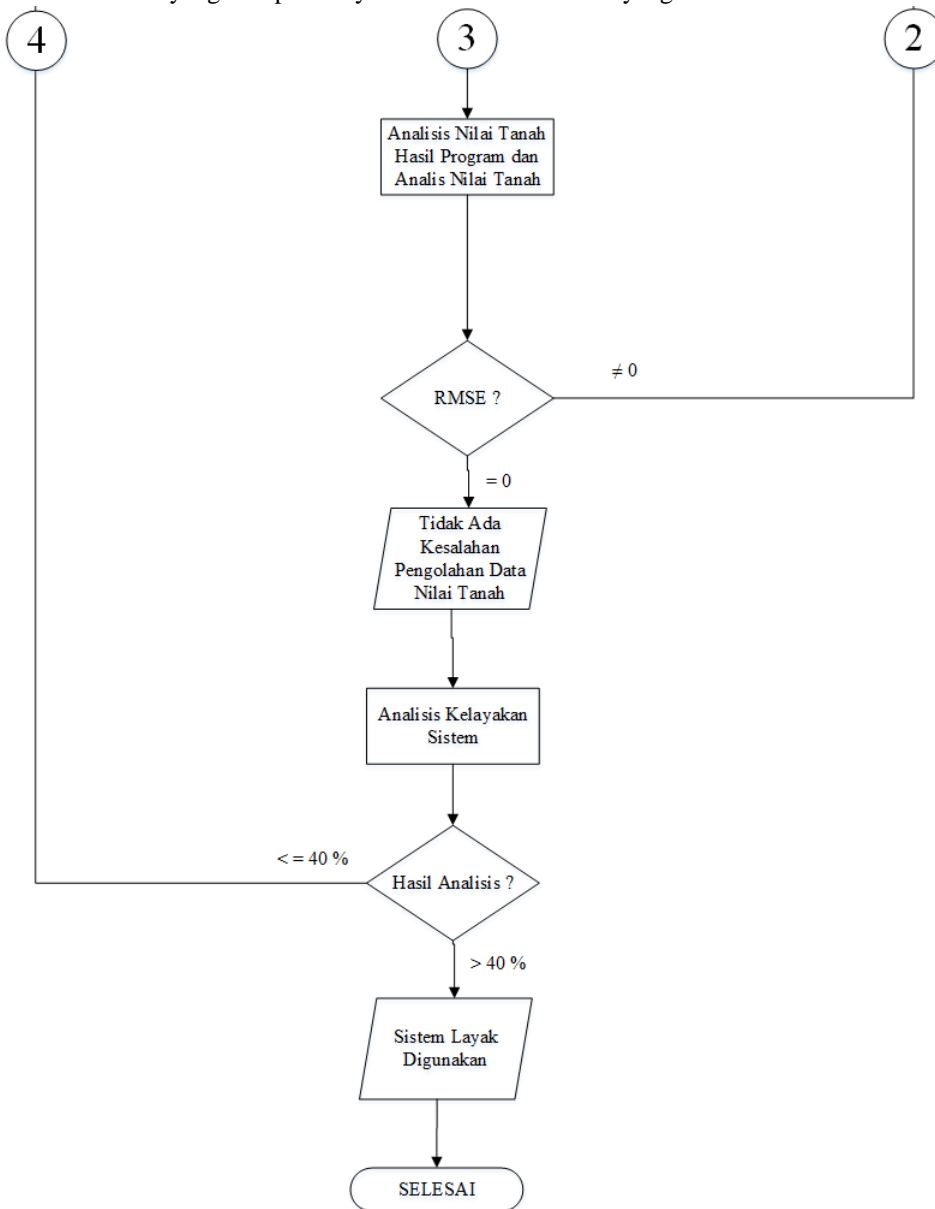 4
3
2
Analisis Nilai Tanah
Hasil Program dan
Analis Nilai Tanah
≠ 0
RMSE ?
= 0
Tidak Ada
Kesalahan
Pengolahan Data
Nilai Tanah
Analisis Kelayakan
Sistem
< = 40 %
Hasil Analisis ?
> 40 %
Sistem Layak
Digunakan
SELESAI